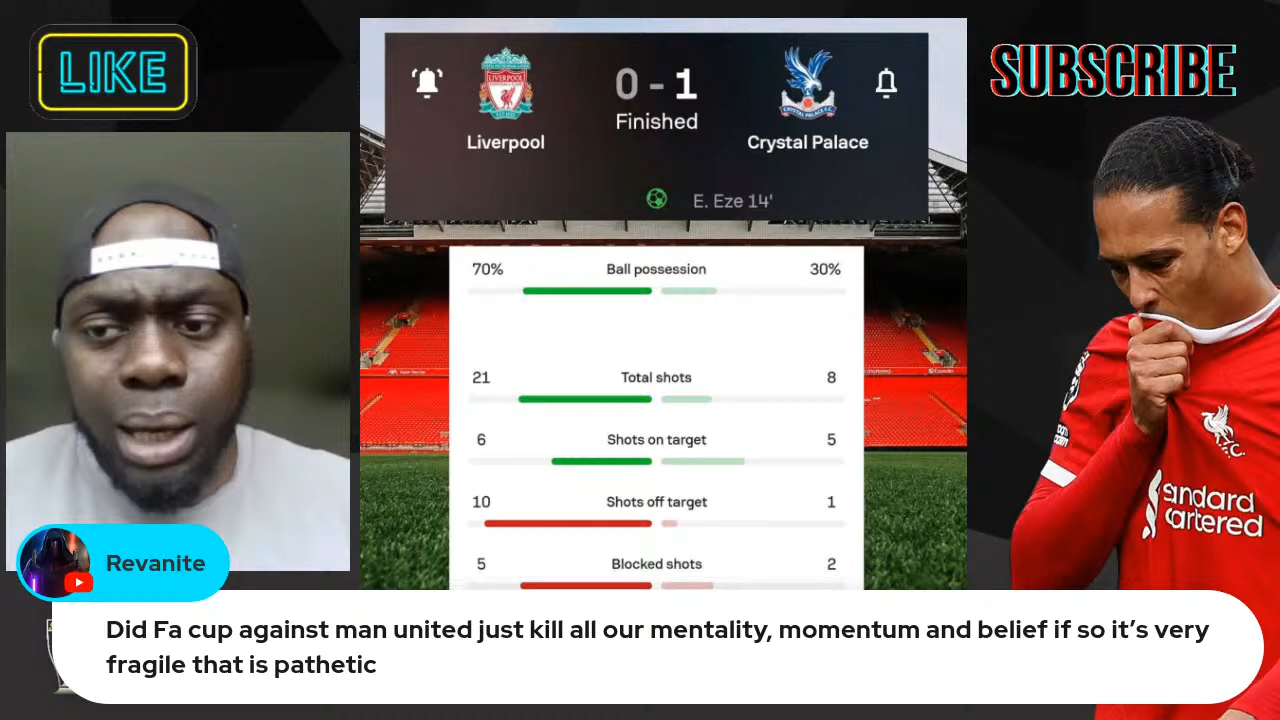 LIKE
SUBSCRIBE
0 - 1
Finished
Liverpool
Crystal Palace
E. Eze 14'
70% Ball possession 30%
21 Total shots 8
6 Shots on target 5
10 Shots off target 1
5 Blocked shots 2
Standard
Chartered
Revanite
Did Fa cup against man united just kill all our mentality, momentum and belief if so it’s very
fragile that is pathetic